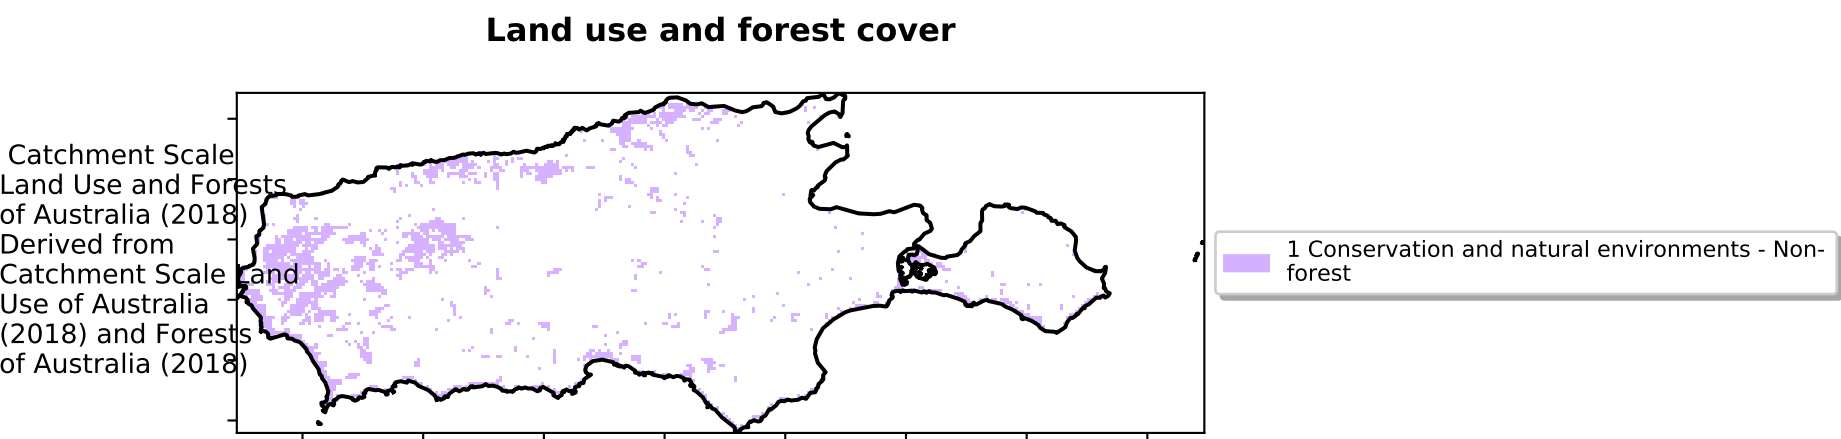 Land use and forest cover
Catchment Scale
Land Use and Forests
of Australia (2018)
Derived from
Catchment Scale Land
Use of Australia
(2018) and Forests
of Australia (2018)
1 Conservation and natural environments - Non-
forest